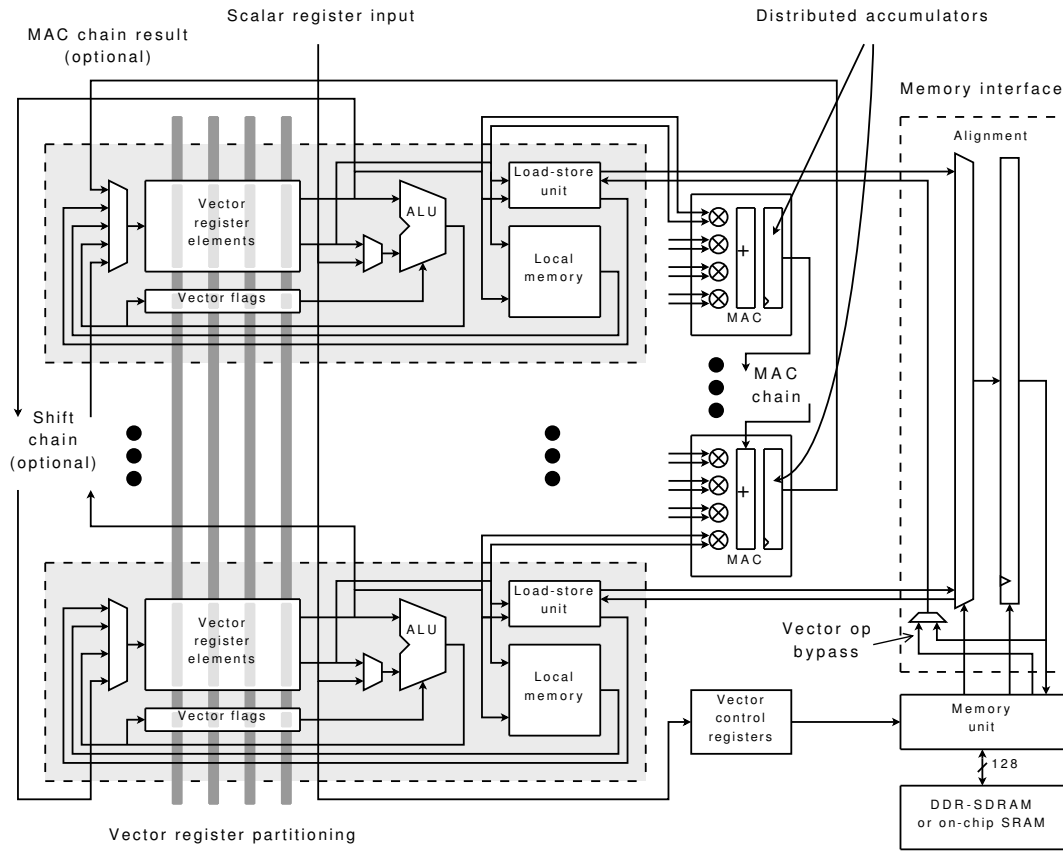 Scalar register input
Distributed accumulators
MAC chain result
(optional)
Memory interface
Alignment
Vector
register
elements
ALU
Load-store
unit
Local
memory
Vector flags
+
MAC
MAC
chain
Shift
chain
(optional)
+
MAC
Vector
register
elements
ALU
Load-store
unit
Local
memory
Vector flags
Vector op
bypass
Vector
control
registers
Memory
unit
128
DDR-SDRAM
or on-chip SRAM
Vector register partitioning